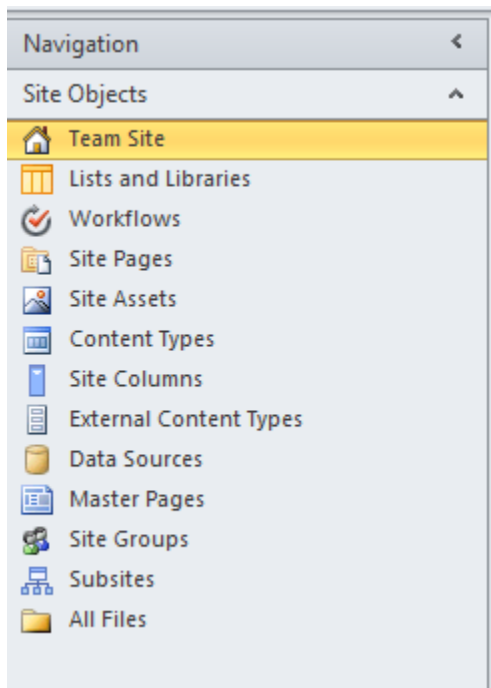 Navigation
Site Objects
Team Site
Lists and Libraries
Workflows
Site Pages
Site Assets
Content Types
Site Columns
External Content Types
Data Sources
Master Pages
Site Groups
Subsites
All Files